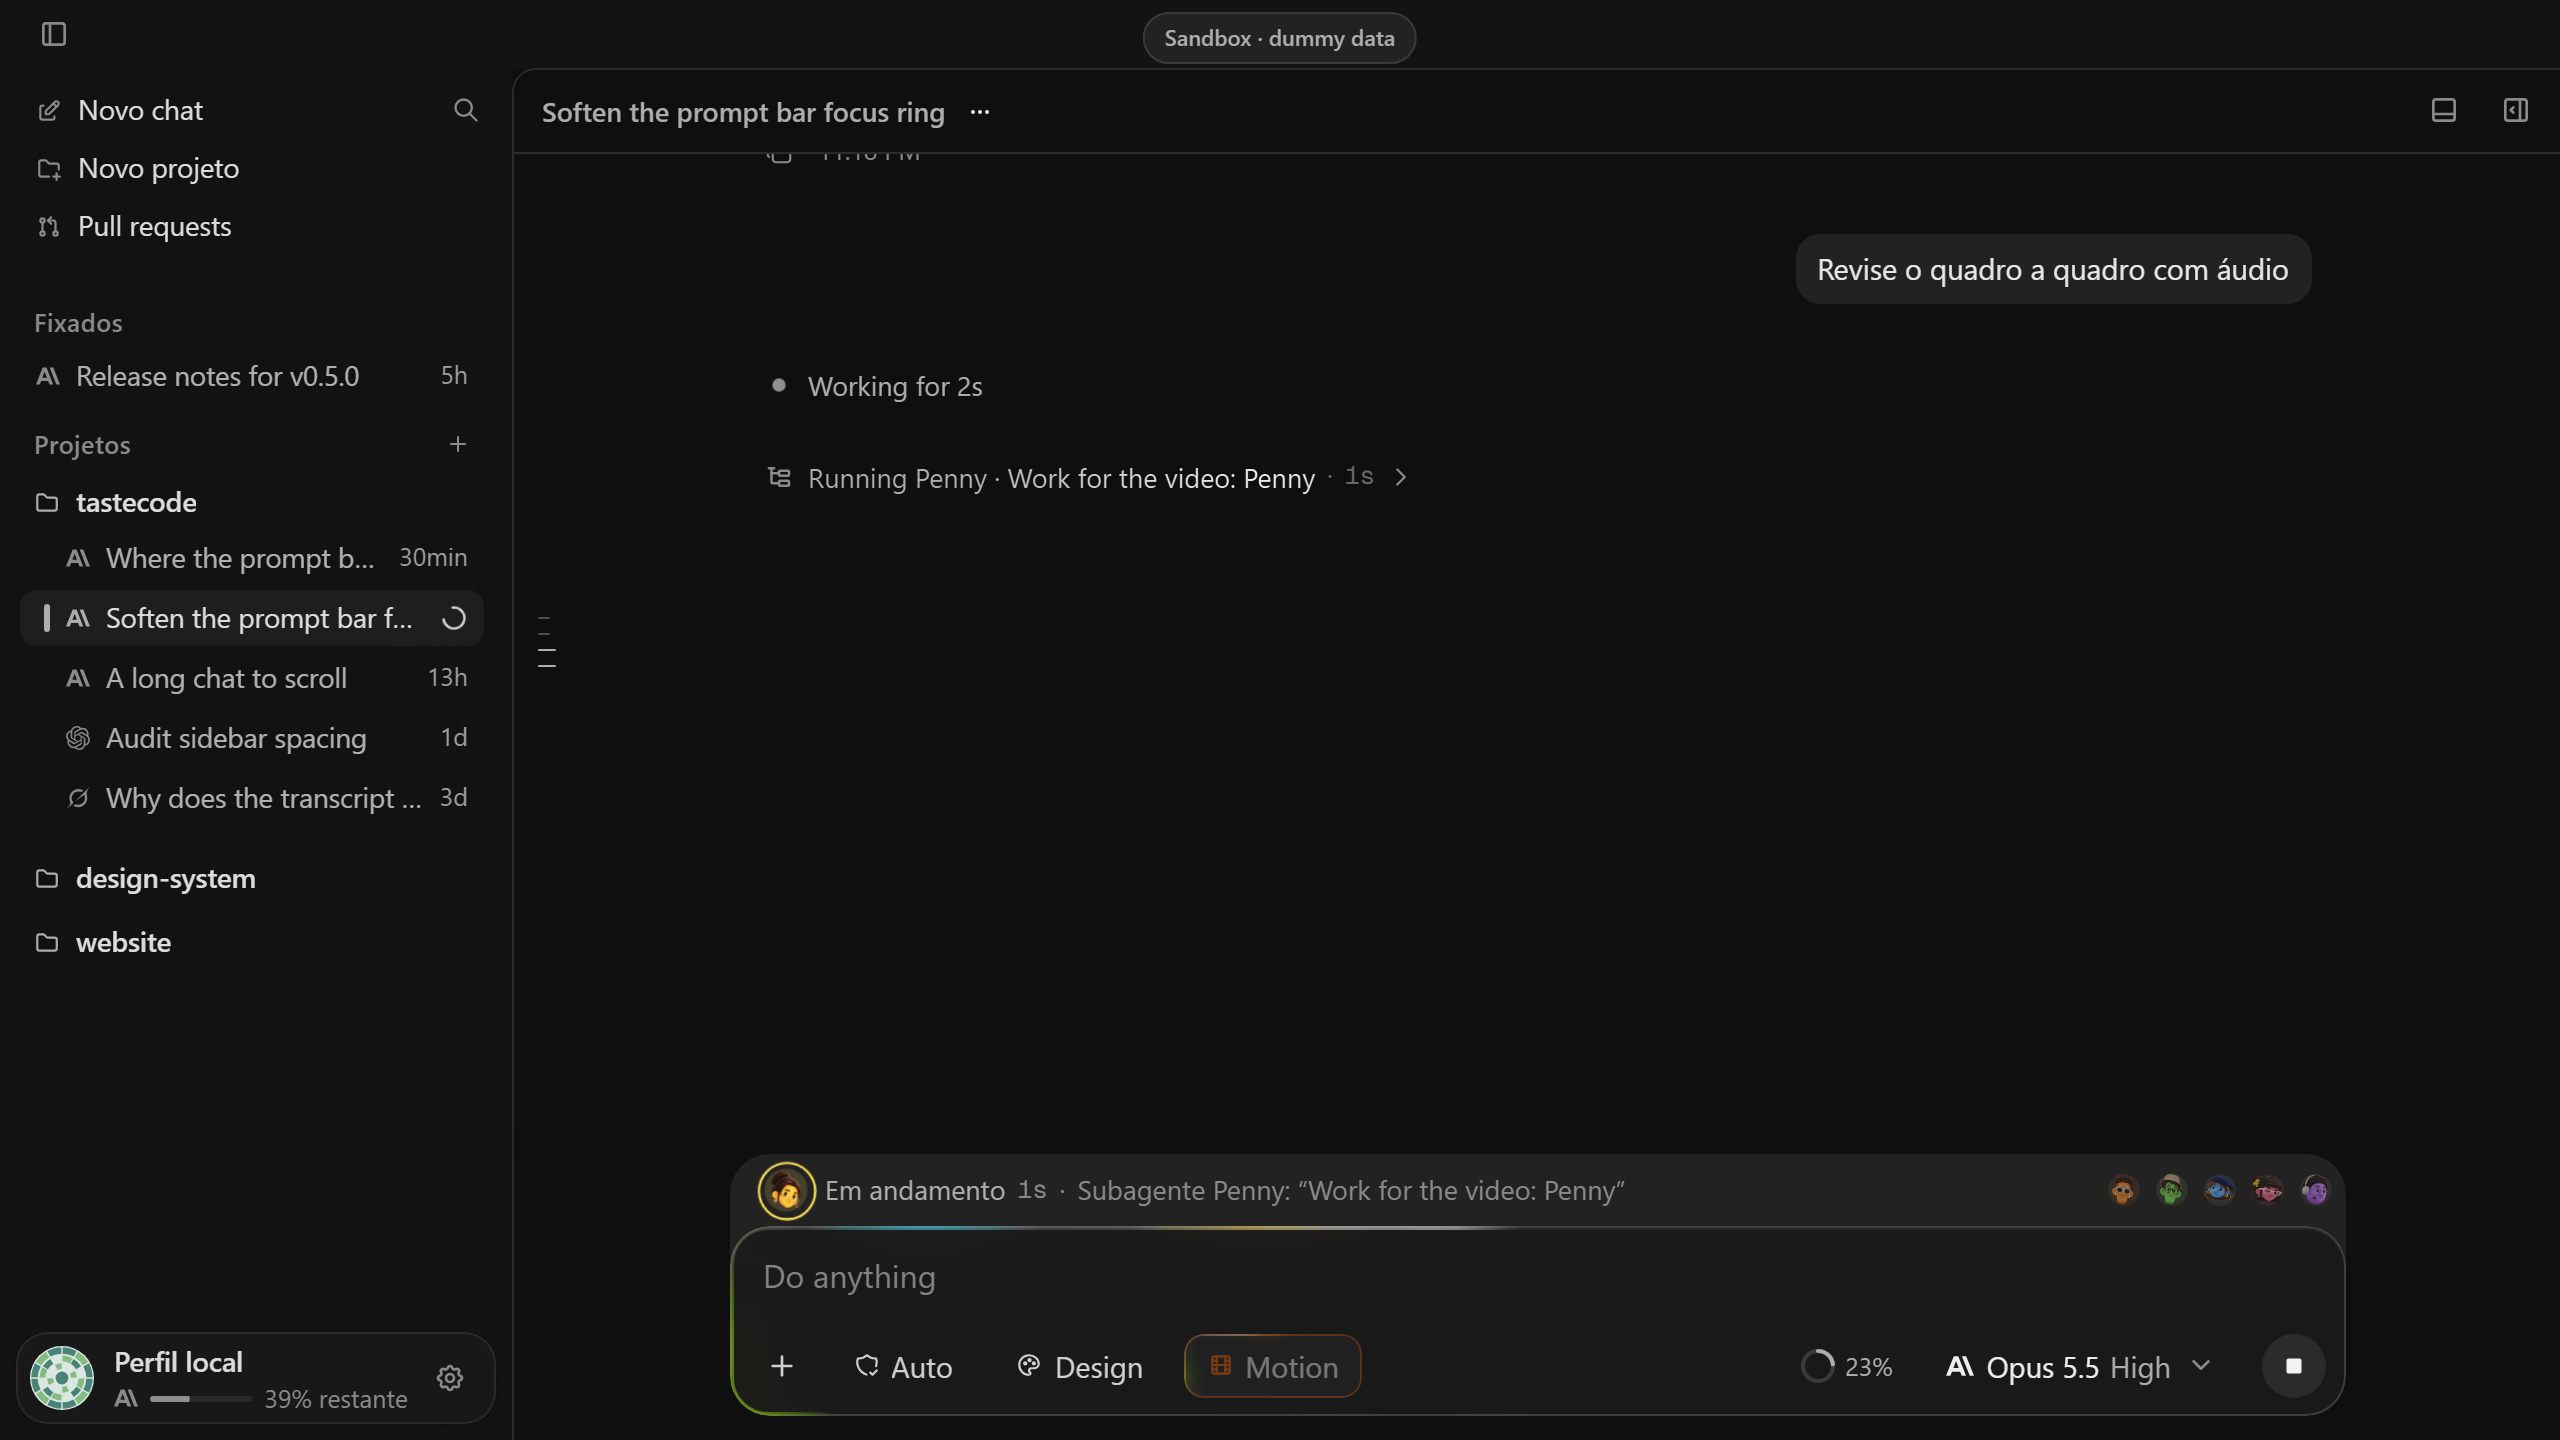 Sandbox · dummy data
Novo chat
Novo projeto
Pull requests
Fixados
Release notes for v0.5.0 5h
Projetos
tastecode
Where the prompt b... 30min
Soften the prompt bar f...
A long chat to scroll 13h
Audit sidebar spacing 1d
Why does the transcript ... 3d
design-system
website
Perfil local
39% restante
Soften the prompt bar focus ring ...
Revise o quadro a quadro com áudio
Working for 2s
Running Penny · Work for the video: Penny · 1s
Em andamento 1s · Subagente Penny: “Work for the video: Penny”
Do anything
Auto
Design
Motion
23%
Opus 5.5 High